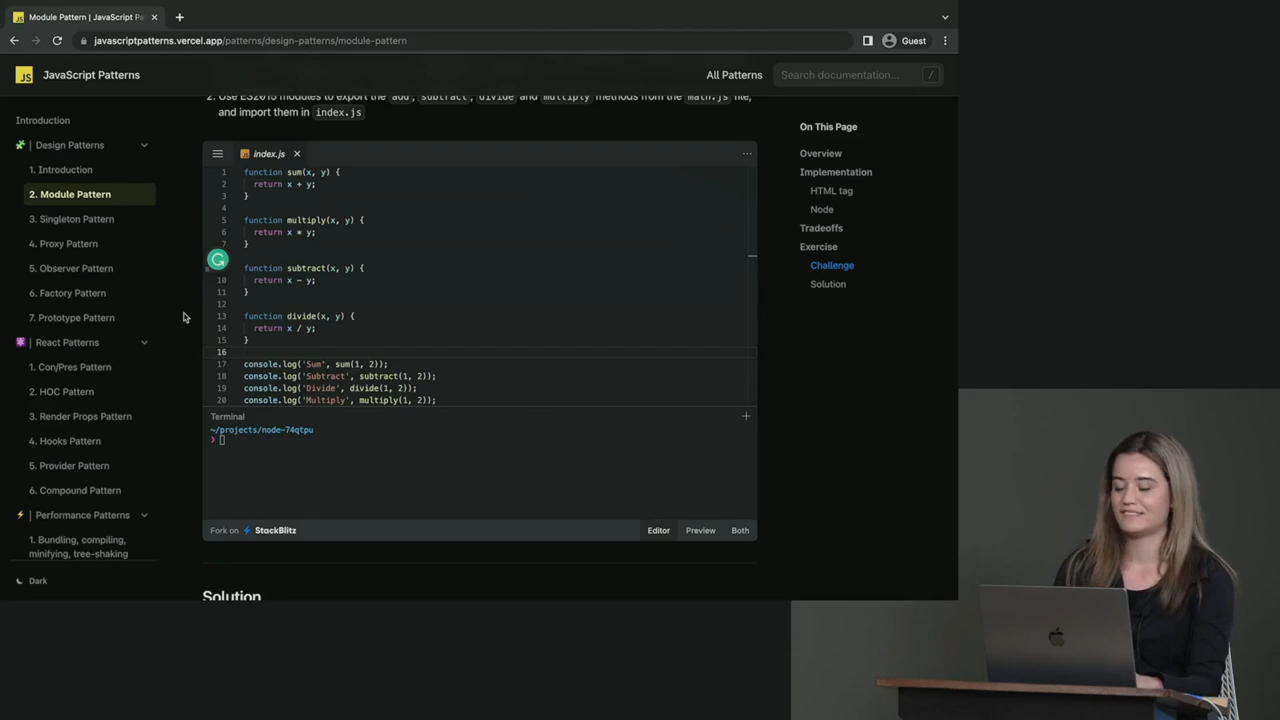 Module Pattern | JavaScript Pa
javascriptpatterns.vercel.app/patterns/design-patterns/module-pattern
Guest
JS
JavaScript Patterns
All Patterns
Search documentation...
/
Introduction
| Design Patterns
1. Introduction
2. Module Pattern
3. Singleton Pattern
4. Proxy Pattern
5. Observer Pattern
6. Factory Pattern
7. Prototype Pattern
| React Patterns
1. Con/Pres Pattern
2. HOC Pattern
3. Render Props Pattern
4. Hooks Pattern
5. Provider Pattern
6. Compound Pattern
| Performance Patterns
1. Bundling, compiling,
minifying, tree-shaking
Dark
2. Use ES2015 modules to export the add, subtract, divide and multiply methods from the math.js file,
and import them in index.js
index.js
1 function sum(x, y) {
2 return x + y;
3 }
4
5 function multiply(x, y) {
6 return x * y;
7 }
function subtract(x, y) {
10 return x - y;
11 }
12
13 function divide(x, y) {
14 return x / y;
15 }
16
17 console.log('Sum', sum(1, 2));
18 console.log('Subtract', subtract(1, 2));
19 console.log('Divide', divide(1, 2));
20 console.log('Multiply', multiply(1, 2));
Terminal
~/projects/node-74qtpu
❯
Fork on StackBlitz
Editor
Preview
Both
Solution
On This Page
Overview
Implementation
HTML tag
Node
Tradeoffs
Exercise
Challenge
Solution